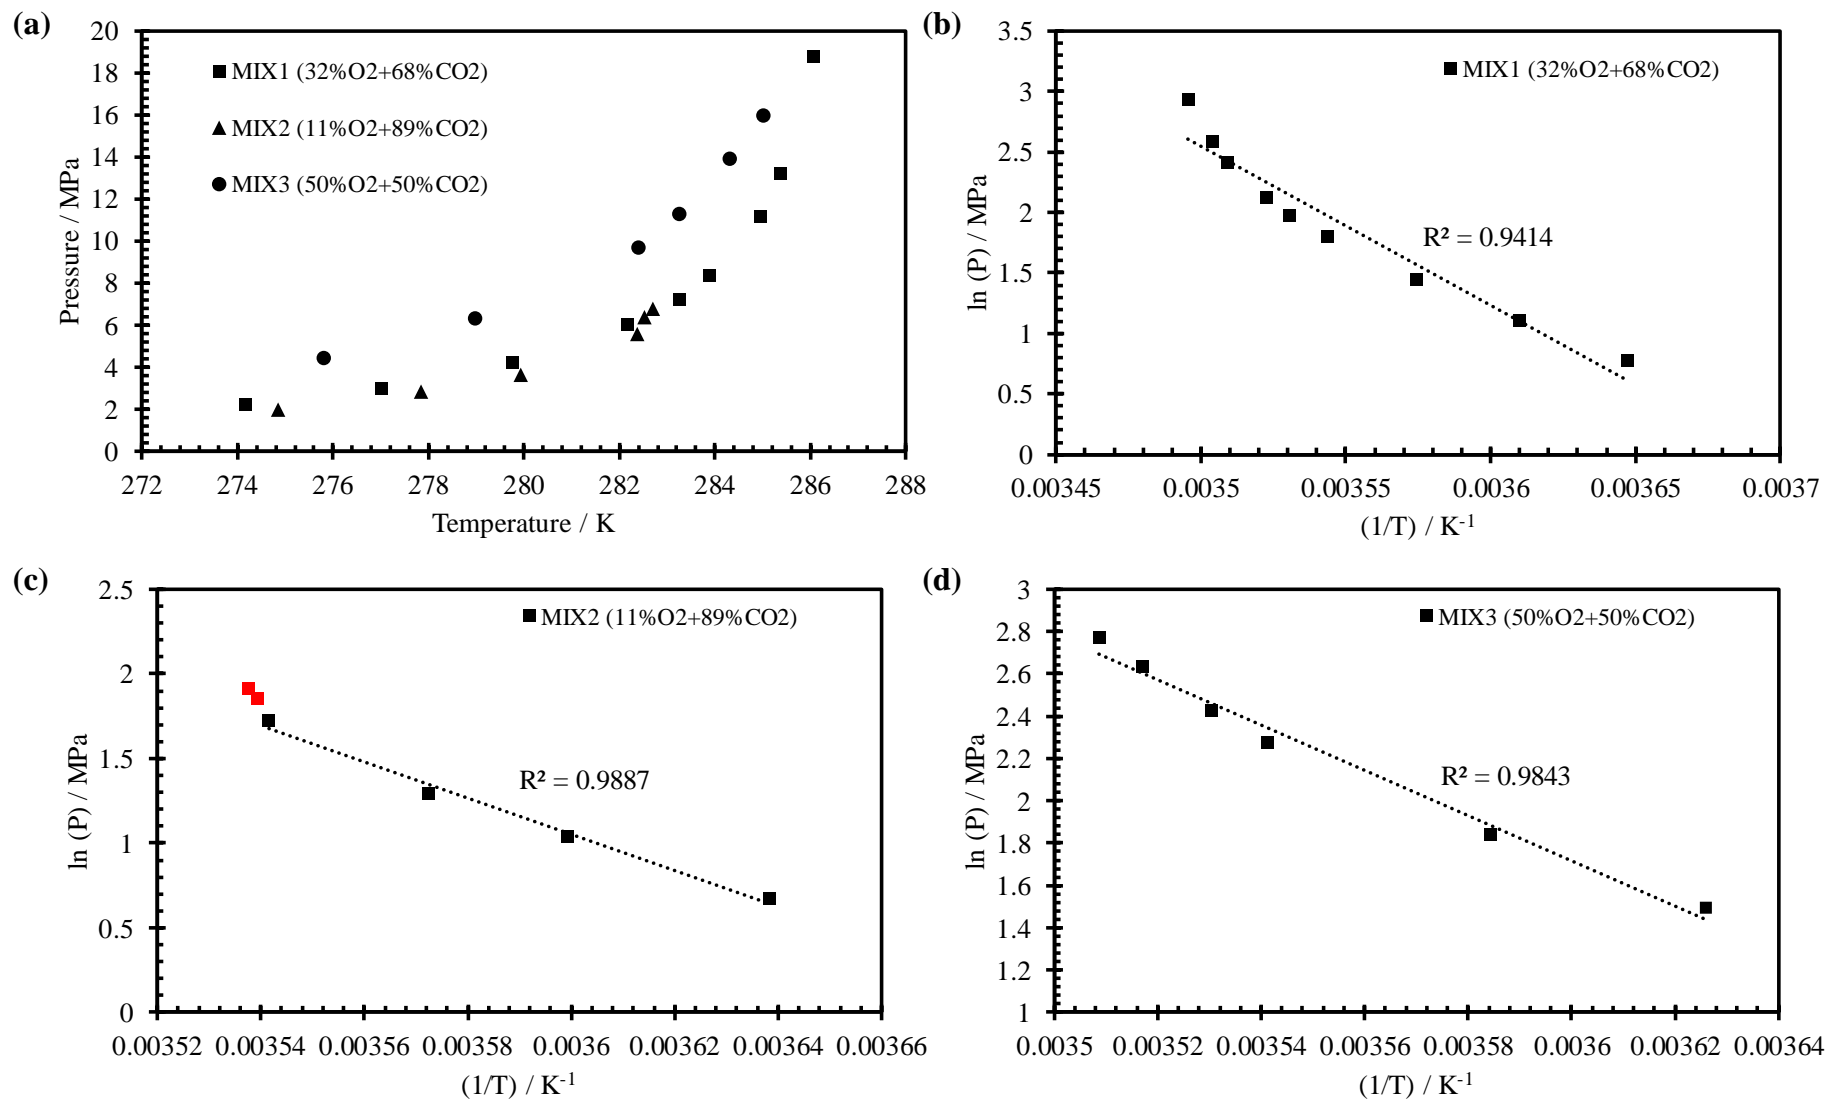 (a)
20
18
16
14
12
10
8
6
4
2
0
Pressure / MPa
MIX1 (32%O2+68%CO2)
MIX2 (11%O2+89%CO2)
MIX3 (50%O2+50%CO2)
272 274 276 278 280 282 284 286 288
Temperature / K
(b)
3.5
3
2.5
2
1.5
1
0.5
0
ln (P) / MPa
MIX1 (32%O2+68%CO2)
R² = 0.9414
0.00345 0.0035 0.00355 0.0036 0.00365 0.0037
(1/T) / K-1
(c)
2.5
2
1.5
1
0.5
0
ln (P) / MPa
MIX2 (11%O2+89%CO2)
R² = 0.9887
0.00352 0.00354 0.00356 0.00358 0.0036 0.00362 0.00364 0.00366
(1/T) / K-1
(d)
3
2.8
2.6
2.4
2.2
2
1.8
1.6
1.4
1.2
1
ln (P) / MPa
MIX3 (50%O2+50%CO2)
R² = 0.9843
0.0035 0.00352 0.00354 0.00356 0.00358 0.0036 0.00362 0.00364
(1/T) / K-1